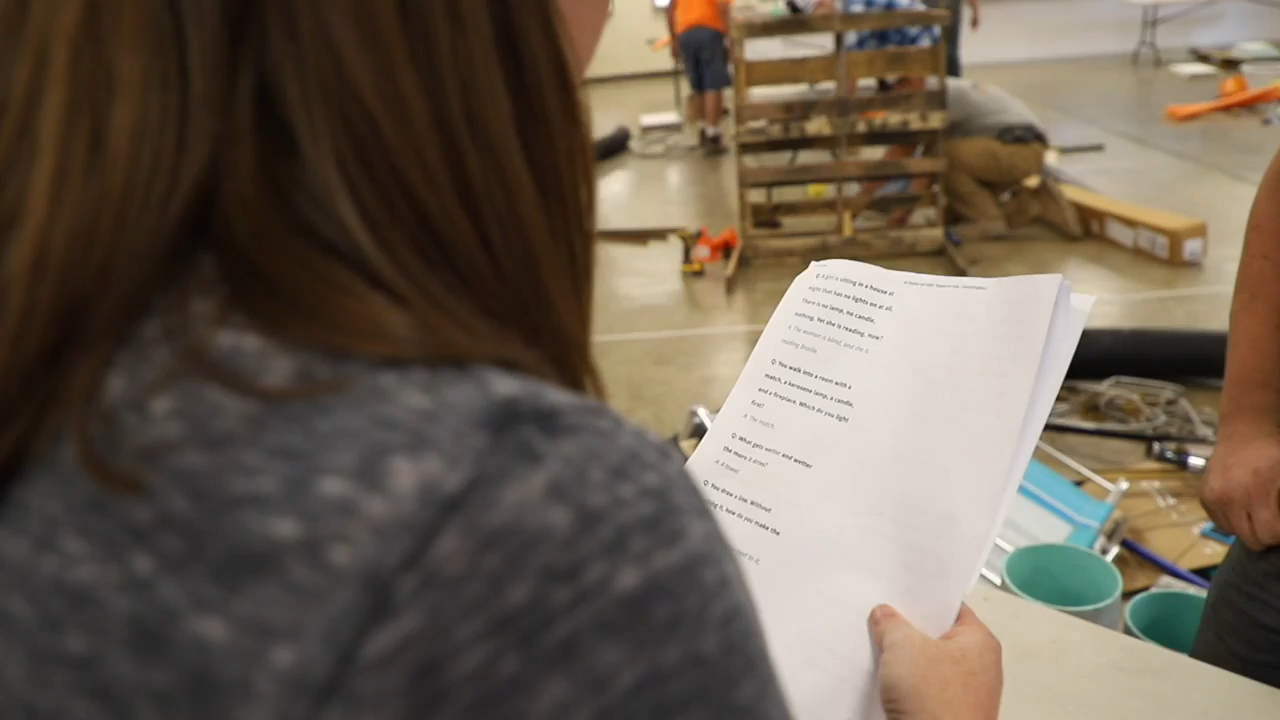 Q: A girl is sitting in a house at
night that has no lights on at all.
There is no lamp, no candle,
nothing. Yet she is reading. How?
A: The woman is blind, and she is
reading Braille.
Q: You walk into a room with a
match, a kerosene lamp, a candle,
and a fireplace. Which do you light
first?
A: The match.
Q: What gets wetter and wetter
the more it dries?
A: A towel.
Q: You draw a line. Without
it, how do you make the
to it.